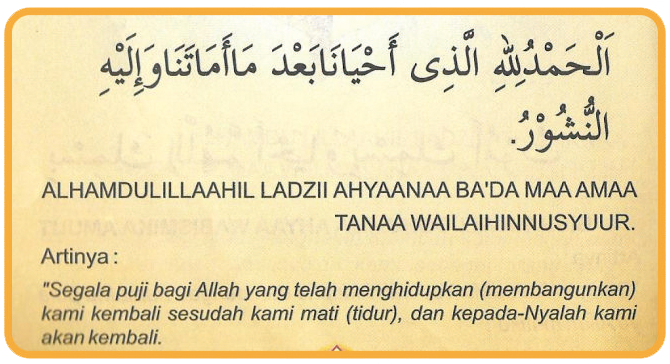 اَلْحَمْدُلِلهِ الَّذِى أَحْيَانَابَعْدَ مَاأَمَاتَنَاوَإِلَيْهِ
النُّشُوْرُ.
ALHAMDULILLAAHIL LADZII AHYAANAA BA'DA MAA AMAA
TANAA WAILAIHINNUSYUUR.
Artinya :
"Segala puji bagi Allah yang telah menghidupkan (membangunkan)
kami kembali sesudah kami mati (tidur), dan kepada-Nyalah kami
akan kembali.